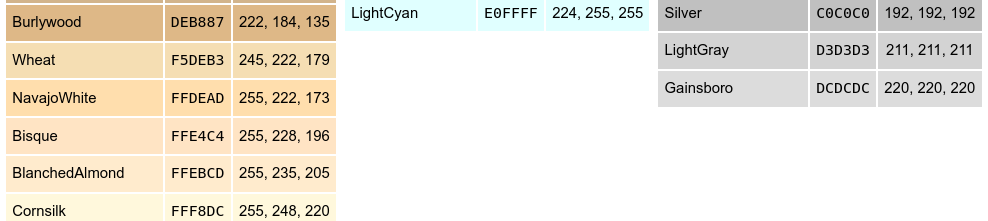 Burlywood DEB887 222, 184, 135
Wheat F5DEB3 245, 222, 179
NavajoWhite FFDEAD 255, 222, 173
Bisque FFE4C4 255, 228, 196
BlanchedAlmond FFEBCD 255, 235, 205
Cornsilk FFF8DC 255, 248, 220
LightCyan E0FFFF 224, 255, 255
Silver C0C0C0 192, 192, 192
LightGray D3D3D3 211, 211, 211
Gainsboro DCDCDC 220, 220, 220